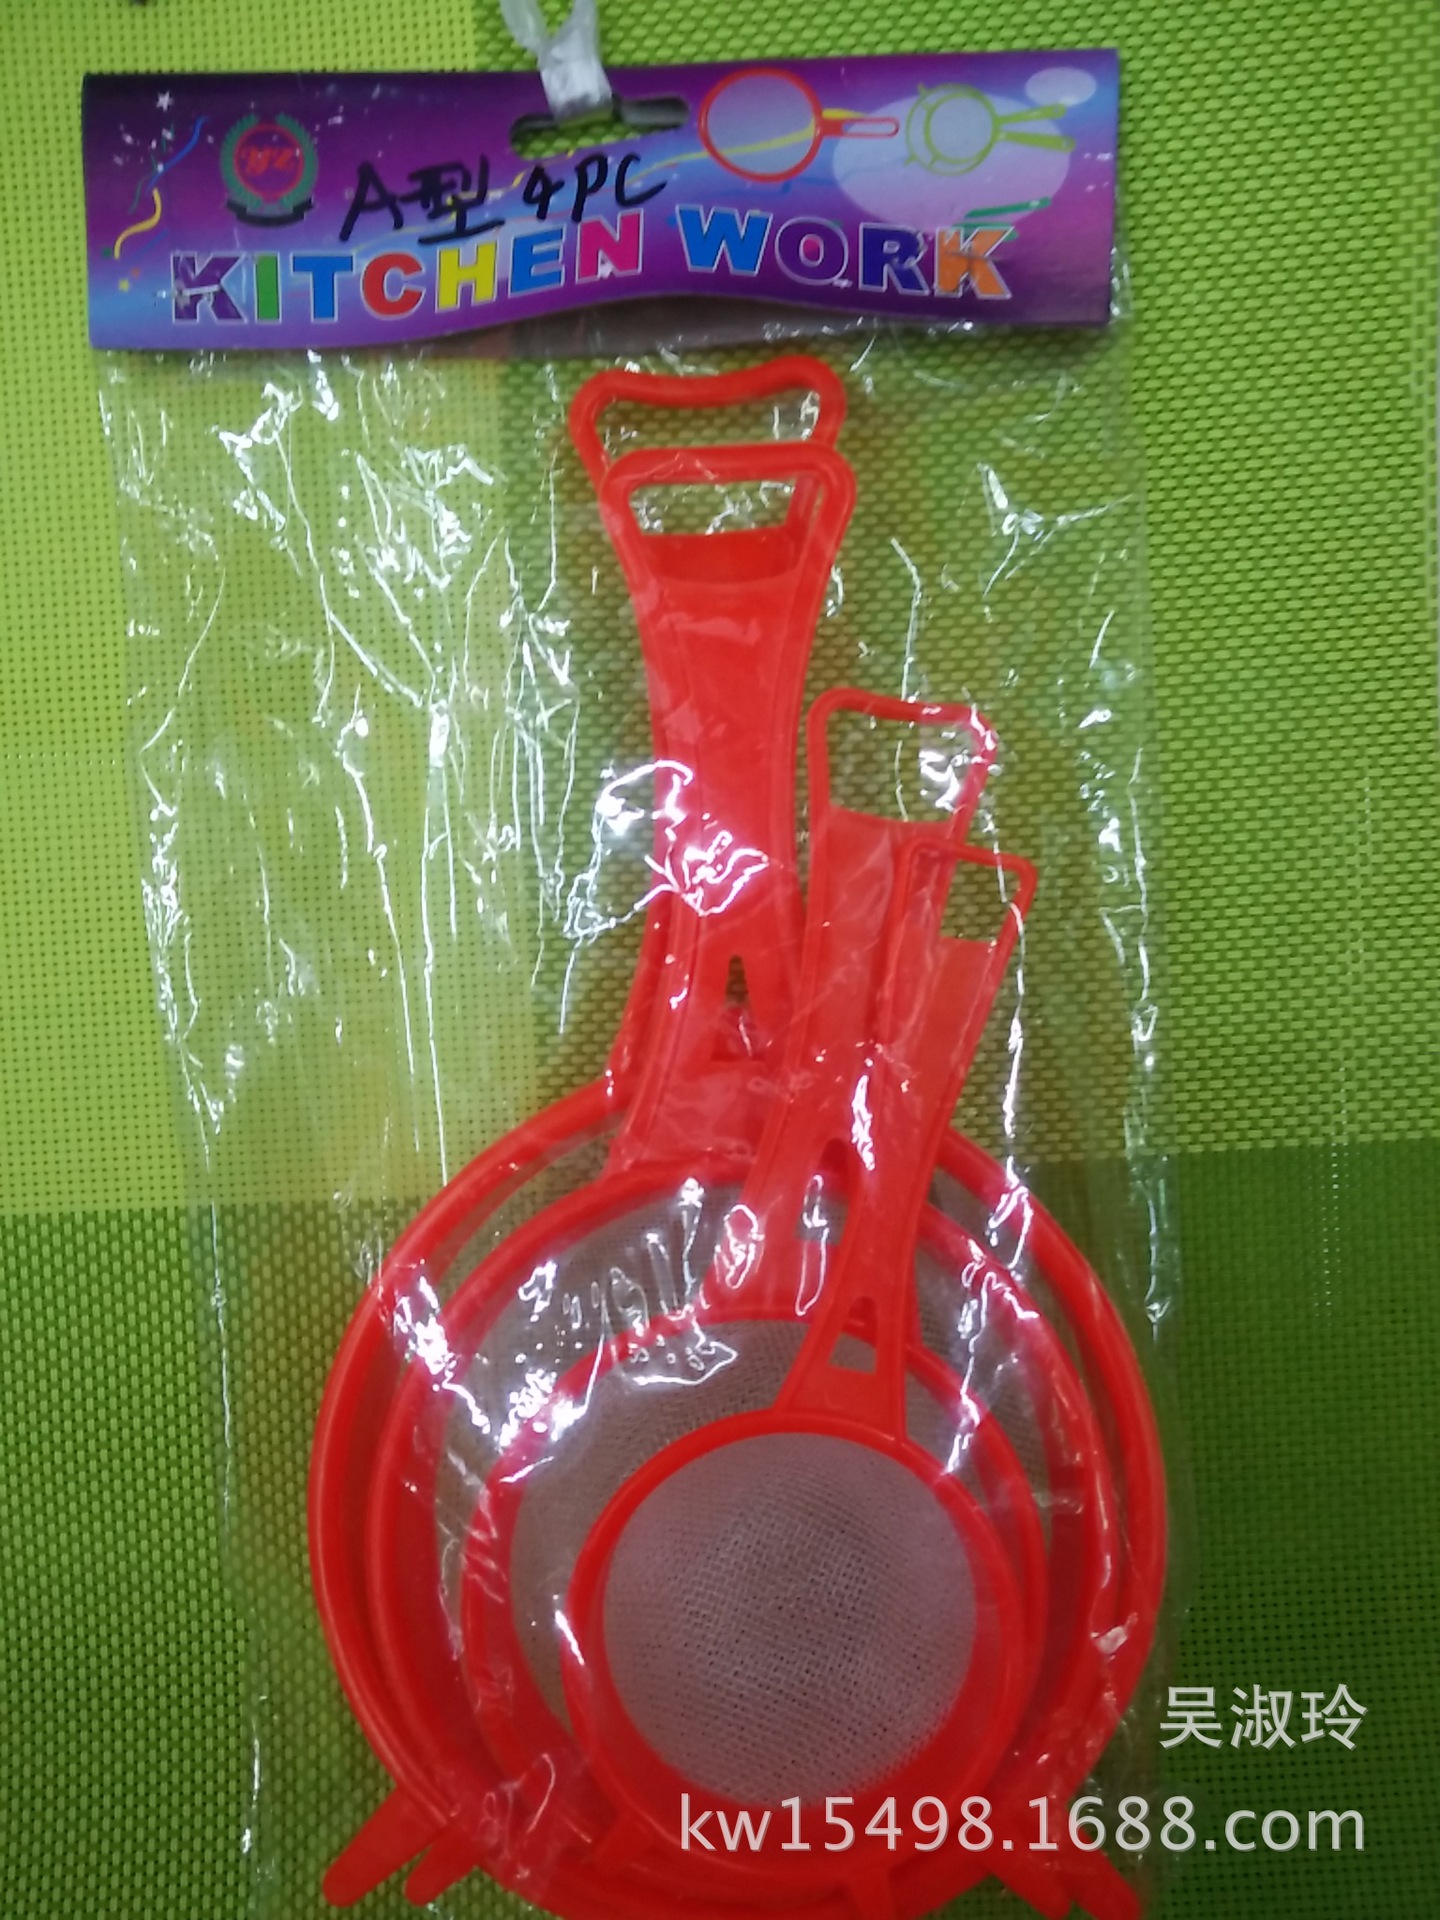 A型 4PC
KITCHEN WORK
吴淑玲
kw15498.1688.com